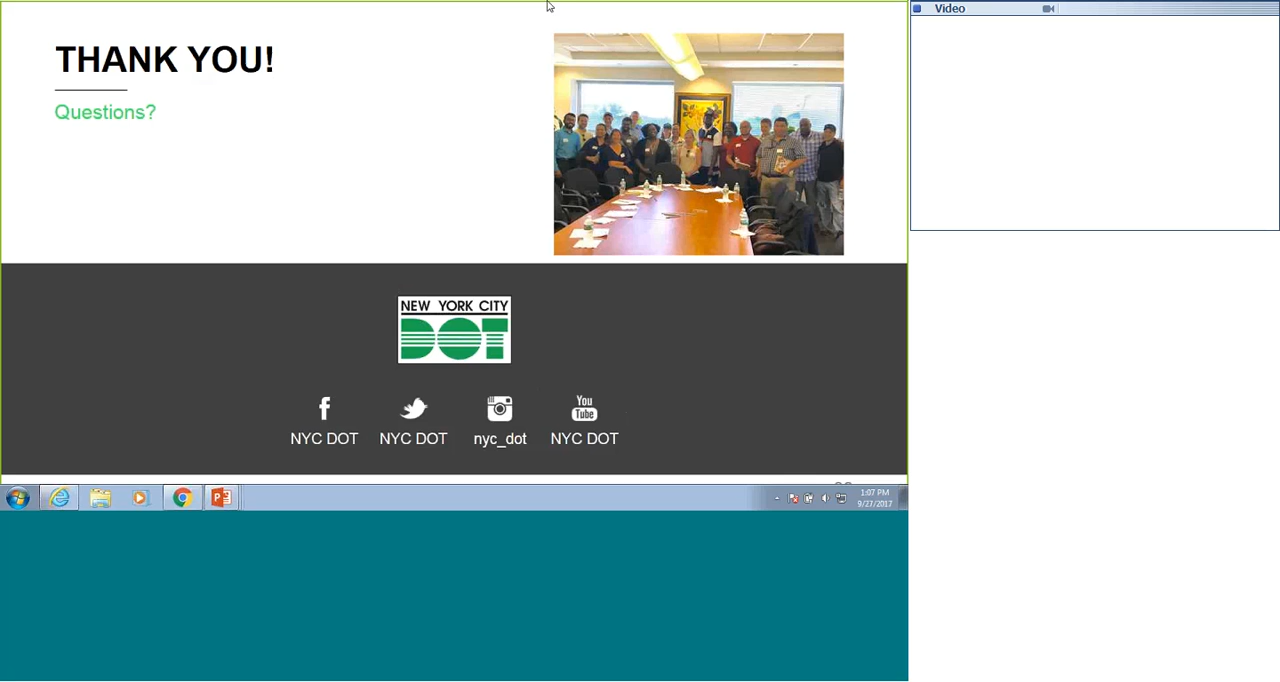 Video
THANK YOU!
Questions?
NEW YORK CITY
DOT
You
Tube
NYC DOT NYC DOT nyc_dot NYC DOT
1:07 PM
9/27/2017